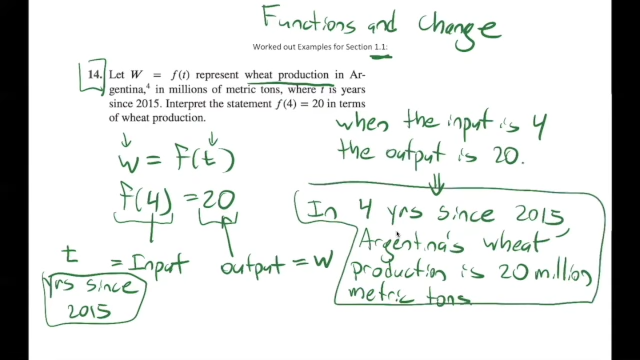 Functions and Change
Worked out Examples for Section 1.1:
14. Let W = f(t) represent wheat production in Ar-
gentina,⁴ in millions of metric tons, where t is years
since 2015. Interpret the statement f(4) = 20 in terms
of wheat production.
w = f(t)
f(4) = 20
t = Input output = w
yrs since
2015
when the input is 4
the output is 20.
In 4 yrs since 2015,
Argentina's wheat
production is 20 million
metric tons